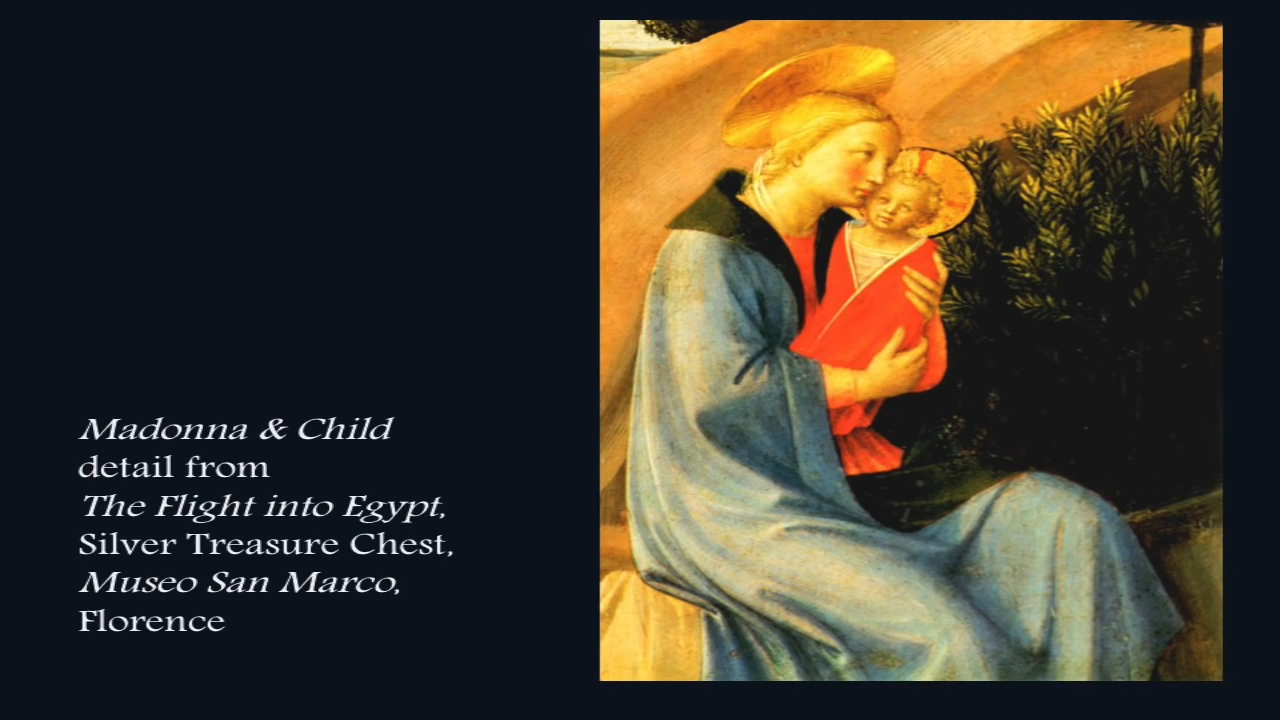 Madonna & Child
detail from
The Flight into Egypt,
Silver Treasure Chest,
Museo San Marco,
Florence